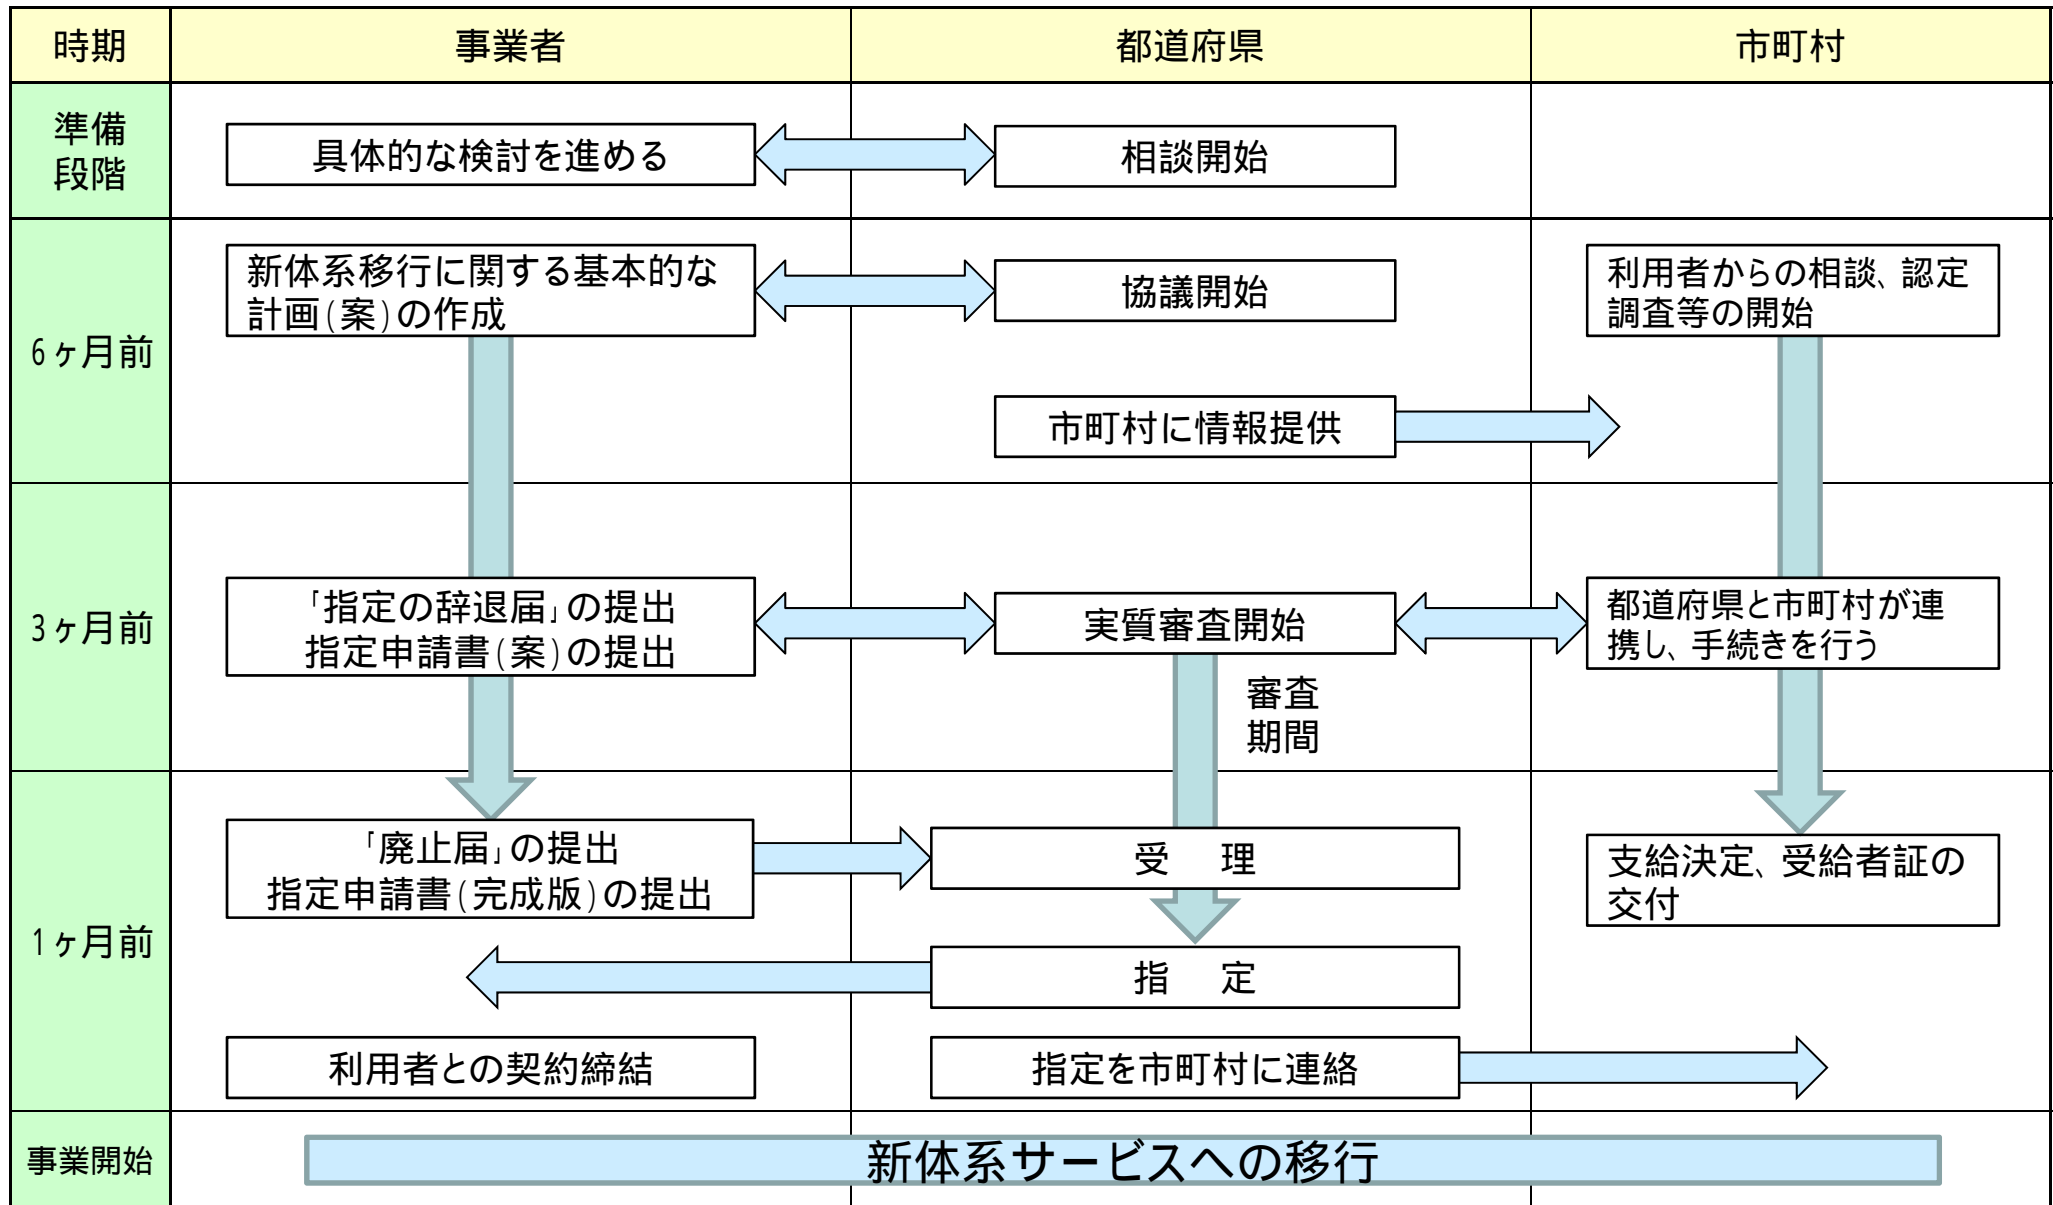 時期
事業者
都道府県
市町村
準備
段階
具体的な検討を進める
相談開始
6ヶ月前
新体系移行に関する基本的な
計画(案)の作成
協議開始
利用者からの相談、認定
調査等の開始
市町村に情報提供
3ヶ月前
「指定の辞退届」の提出
指定申請書(案)の提出
実質審査開始
都道府県と市町村が連
携し、手続きを行う
審査
期間
1ヶ月前
「廃止届」の提出
指定申請書(完成版)の提出
受　理
支給決定、受給者証の
交付
指　定
利用者との契約締結
指定を市町村に連絡
事業開始
新体系サービスへの移行